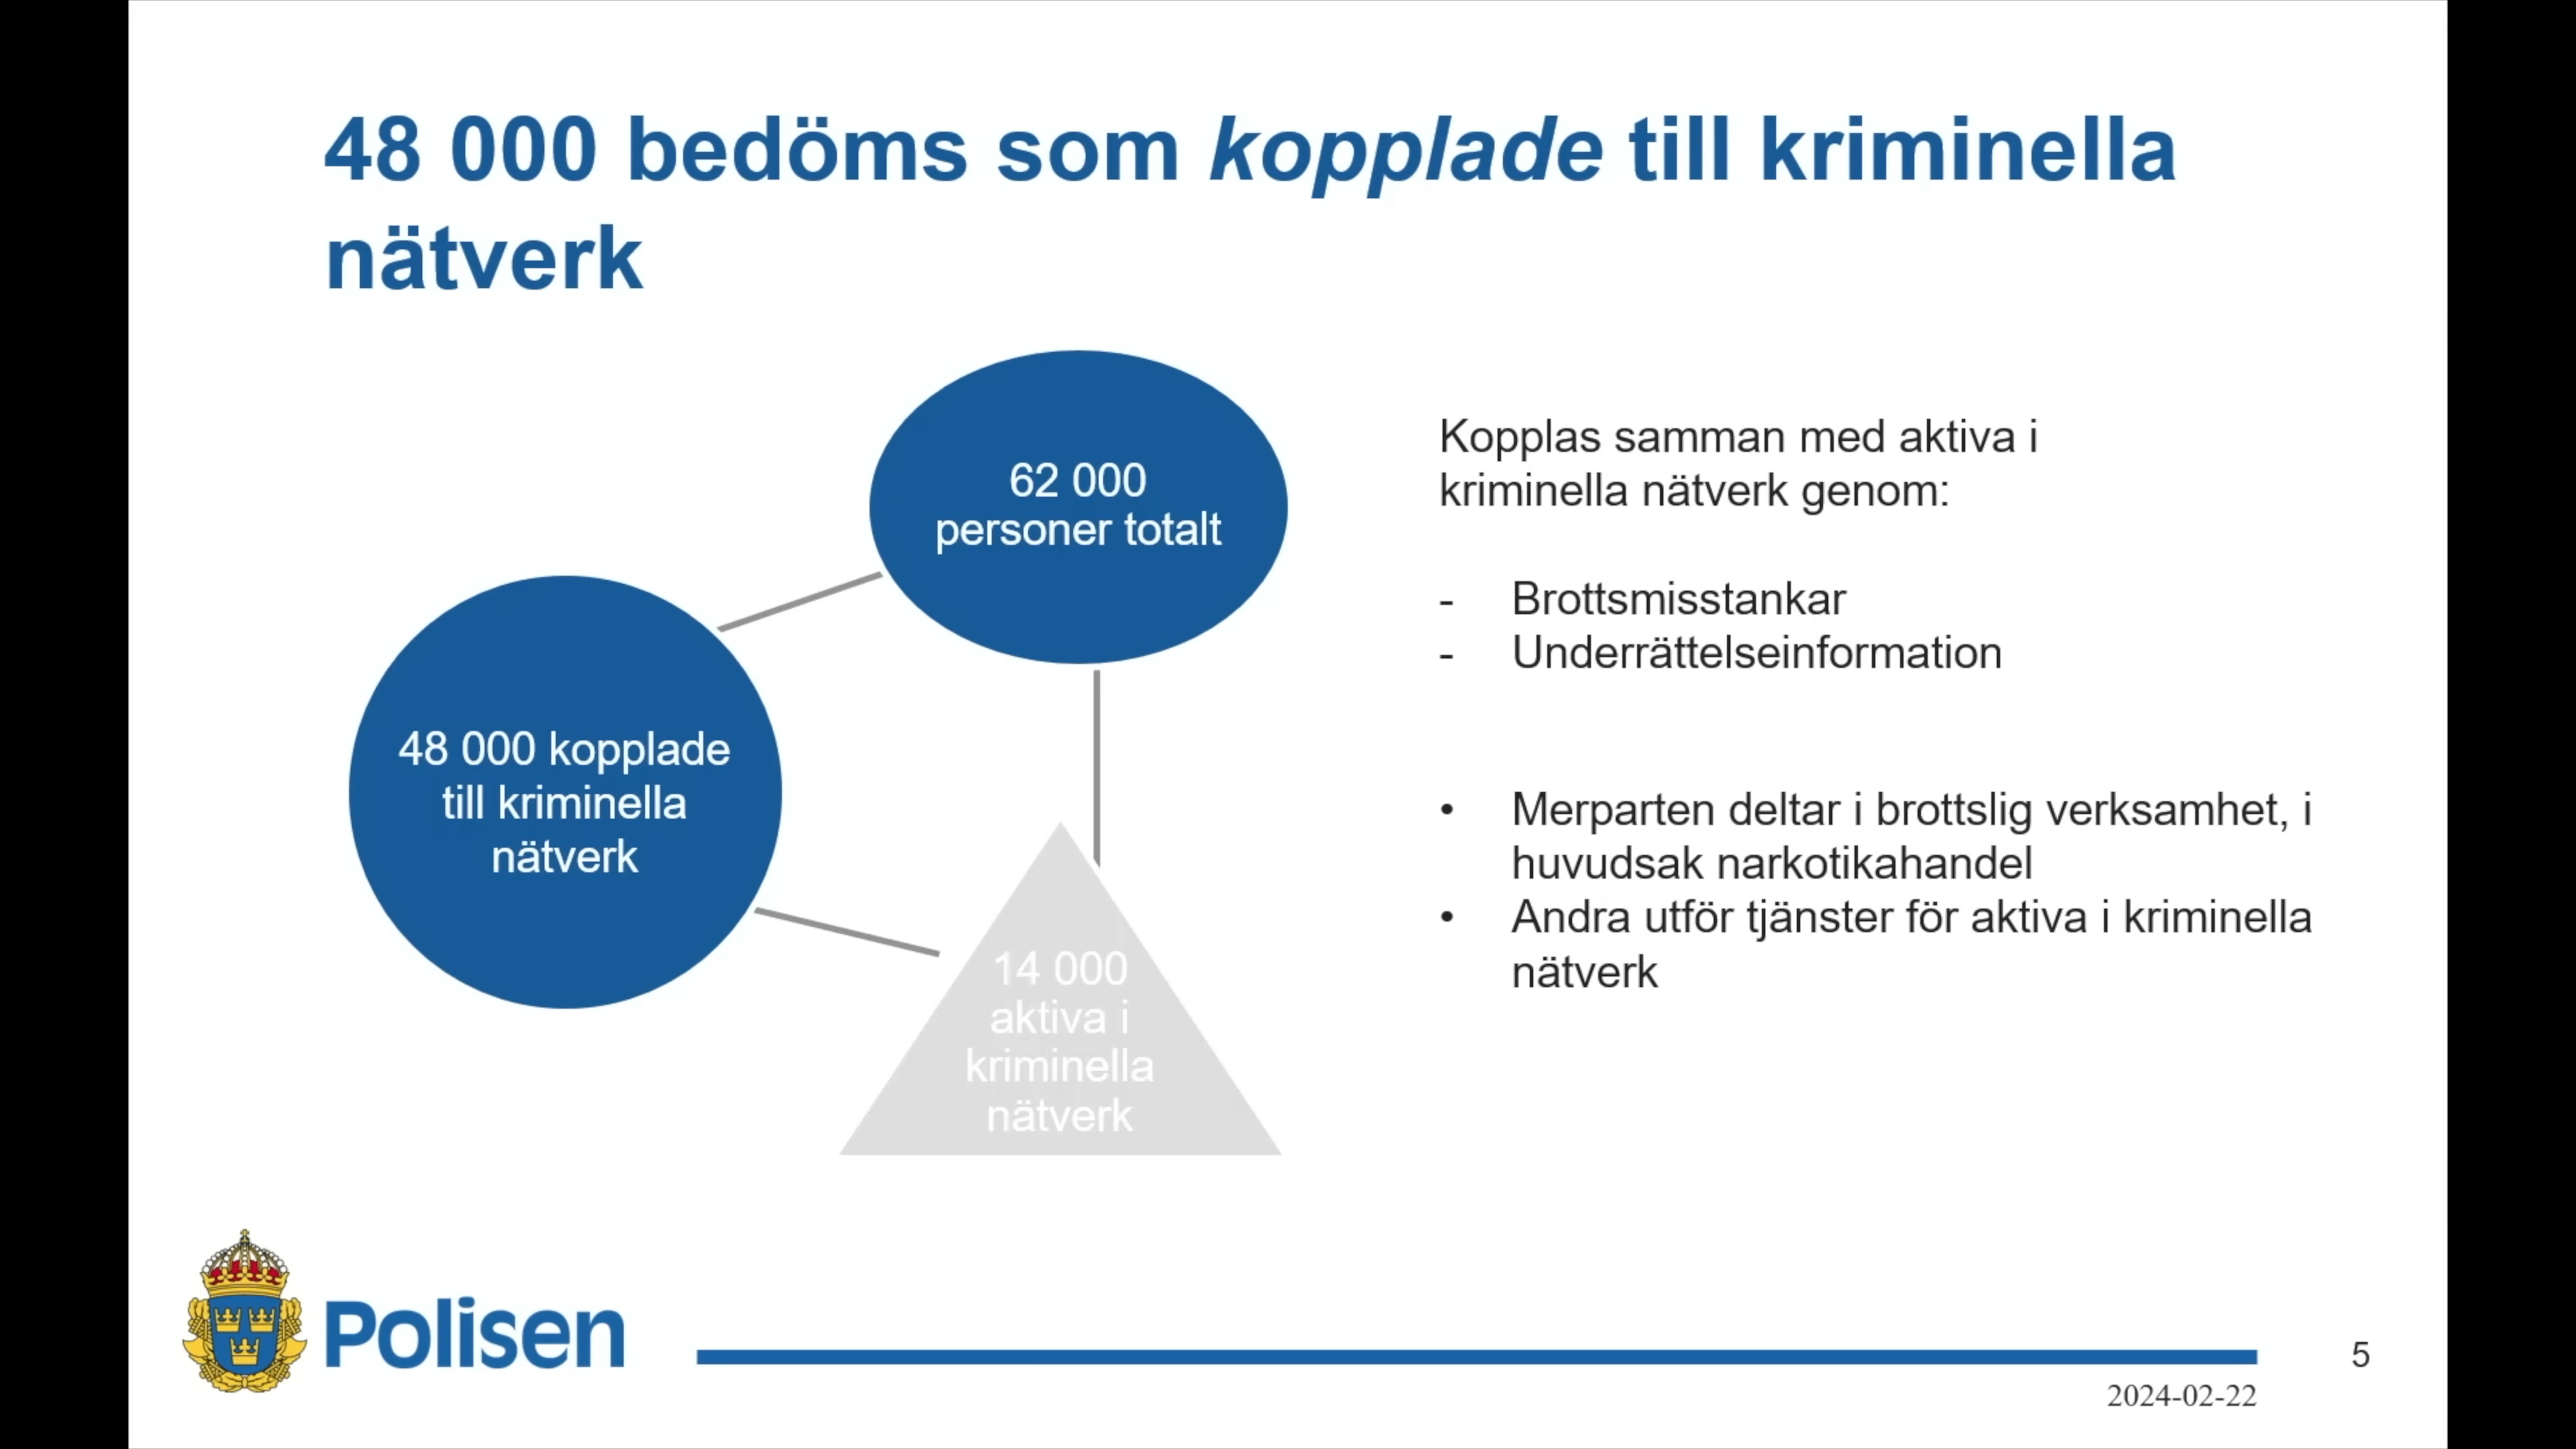 48 000 bedöms som kopplade till kriminella
nätverk
62 000
personer totalt
48 000 kopplade
till kriminella
nätverk
14 000
aktiva i
kriminella
nätverk
Kopplas samman med aktiva i
kriminella nätverk genom:
- Brottsmisstankar
- Underrättelseinformation
• Merparten deltar i brottslig verksamhet, i
huvudsak narkotikahandel
• Andra utför tjänster för aktiva i kriminella
nätverk
Polisen
5
2024-02-22